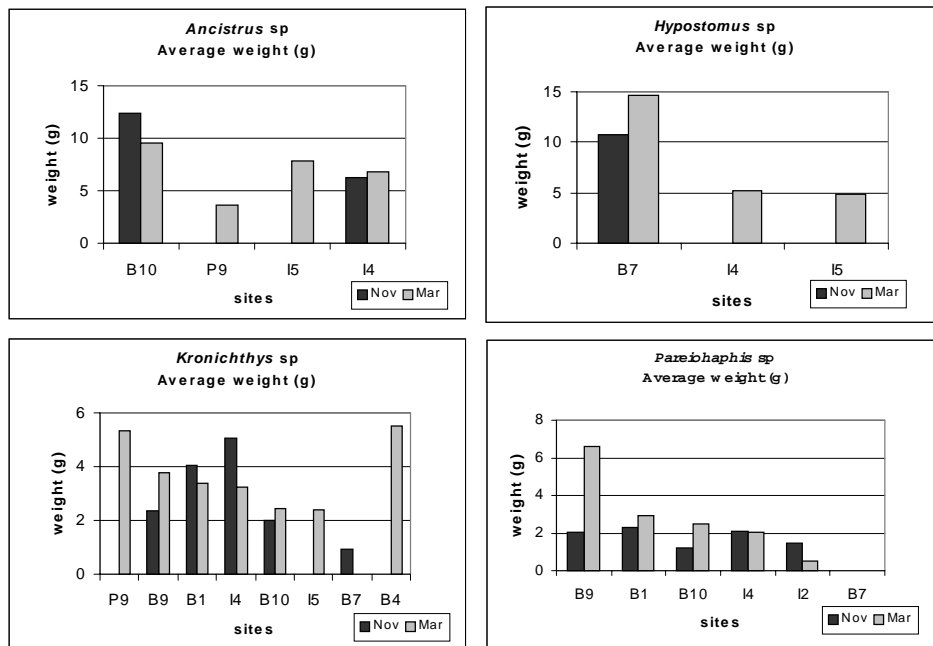 Ancistrus sp
Average weight (g)
15
10
5
0
weight (g)
B10 P9 I5 I4
sites
Nov Mar
Hypostomus sp
Average weight (g)
15
10
5
0
weight (g)
B7 I4 I5
sites
Nov Mar
Kronichthys sp
Average weight (g)
6
4
2
0
weight (g)
P9 B9 B1 I4 B10 I5 B7 B4
sites
Nov Mar
Pareiohaphis sp
Average weight(g)
8
6
4
2
0
weight (g)
B9 B1 B10 I4 I2 B7
sites
Nov Mar